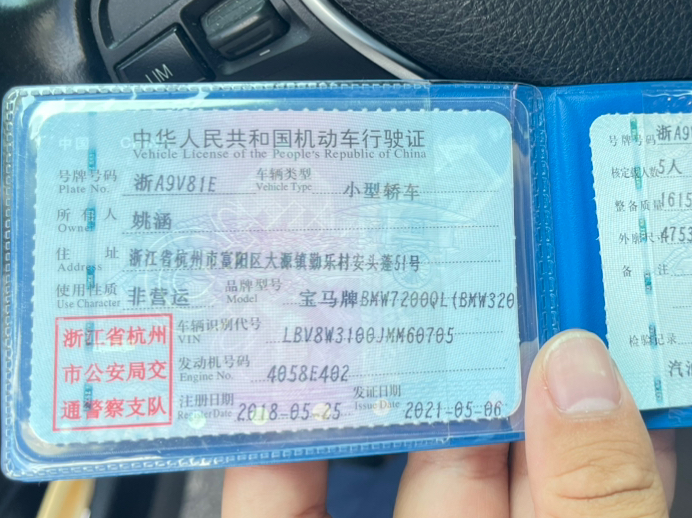 UM
中华人民共和国机动车行驶证
Vehicle License of the People's Republic of China
号牌号码 浙A9V81E 车辆类型 小型轿车
Plate No. Vehicle Type
所有人 姚涵
Owner
住址 浙江省杭州市富阳区大源镇勤乐村安头蓬51号
Address
使用性质 非营运 品牌型号 宝马牌BMW7200QL(BMW320
Use Character Model
浙江省杭州
市公安局交
通警察支队
车辆识别代号 LBV8W3100JMM60705
VIN
发动机号码 4058E402
Engine No.
注册日期 2018-05-25 发证日期 2021-05-06
Register Date Issue Date
号牌号码 浙A9
核定载人数 5人
整备质量 1615
外廓尺 4753
备注
检验记录
汽油